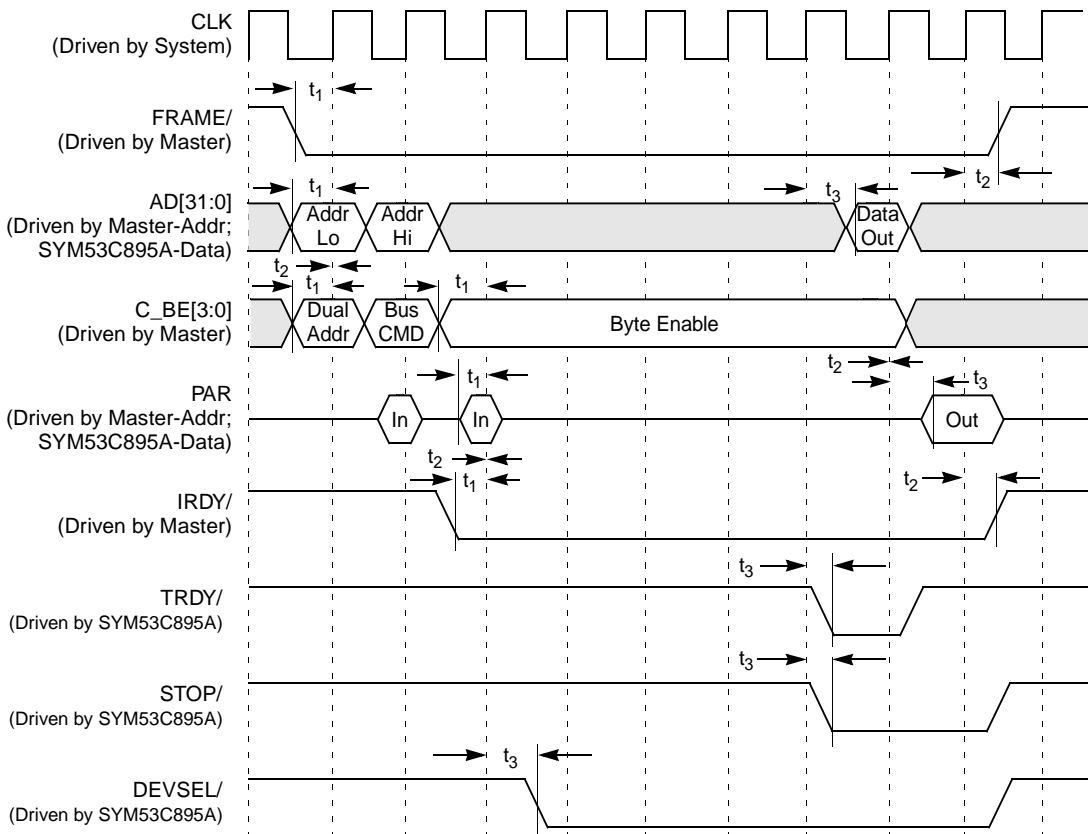 CLK
(Driven by System)
t1
FRAME/
(Driven by Master)
t2
AD[31:0]
(Driven by Master-Addr;
SYM53C895A-Data)
t1
Addr
Lo
Addr
Hi
t3
Data
Out
t2
C_BE[3:0]
(Driven by Master)
t1
t1
Dual
Addr
Bus
CMD
Byte Enable
t2
PAR
(Driven by Master-Addr;
SYM53C895A-Data)
In
t1
In
t3
Out
t2
IRDY/
(Driven by Master)
t1
t2
TRDY/
(Driven by SYM53C895A)
t3
STOP/
(Driven by SYM53C895A)
t3
DEVSEL/
(Driven by SYM53C895A)
t3